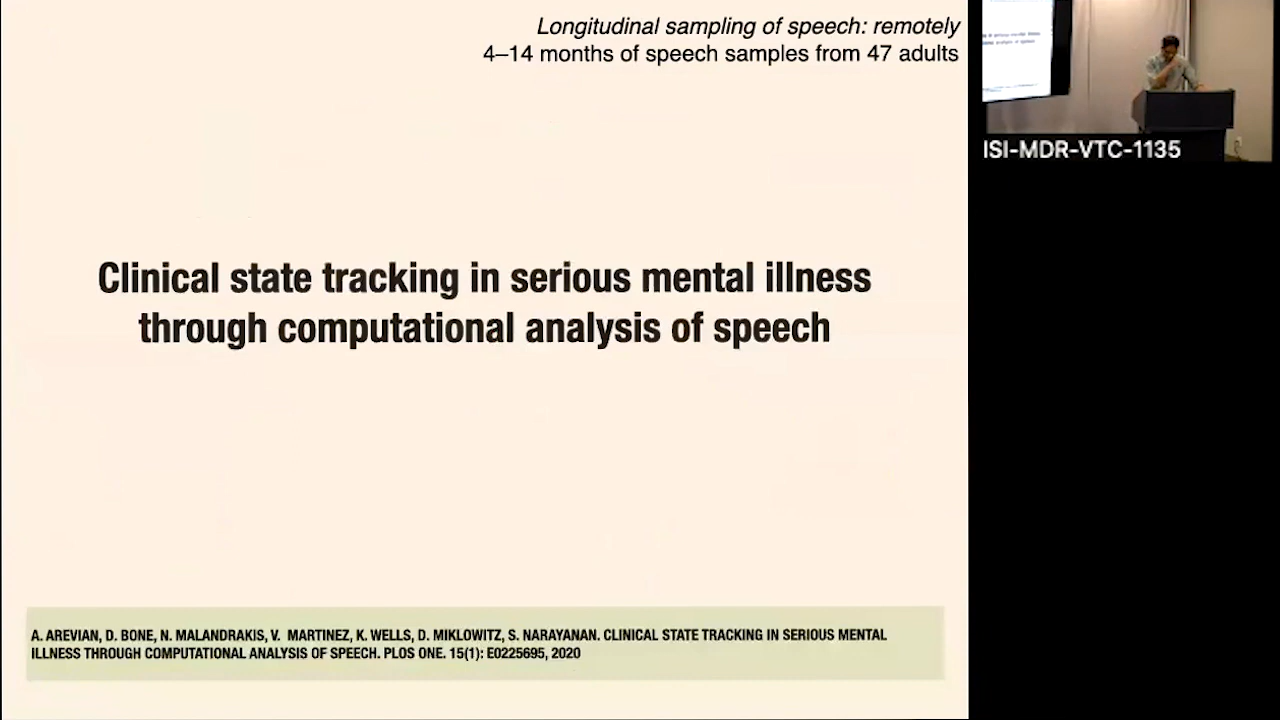 Longitudinal sampling of speech: remotely
4–14 months of speech samples from 47 adults
Clinical state tracking in serious mental illness
through computational analysis of speech
A. AREVIAN, D. BONE, N. MALANDRAKIS, V. MARTINEZ, K. WELLS, D. MIKLOWITZ, S. NARAYANAN. CLINICAL STATE TRACKING IN SERIOUS MENTAL
ILLNESS THROUGH COMPUTATIONAL ANALYSIS OF SPEECH. PLOS ONE. 15(1): E0225695, 2020
ISI-MDR-VTC-1135